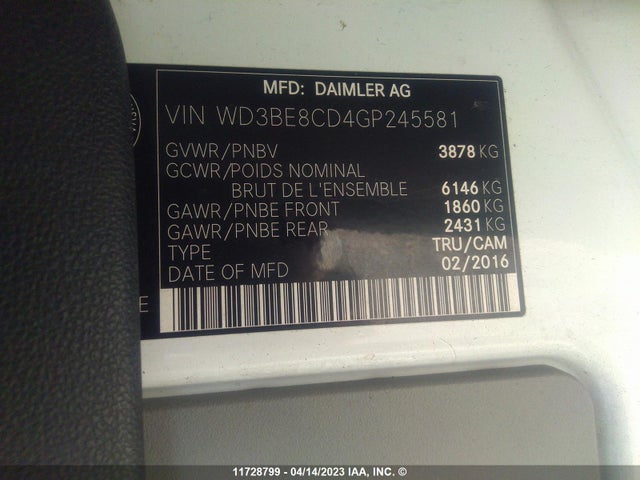 MFD: DAIMLER AG
VIN WD3BE8CD4GP245581
GVWR/PNBV 3878 KG
GCWR/POIDS NOMINAL
BRUT DE L'ENSEMBLE 6146 KG
GAWR/PNBE FRONT 1860 KG
GAWR/PNBE REAR 2431 KG
TYPE TRU/CAM
DATE OF MFD 02/2016
E
11728799 - 04/14/2023 IAA, INC. ©